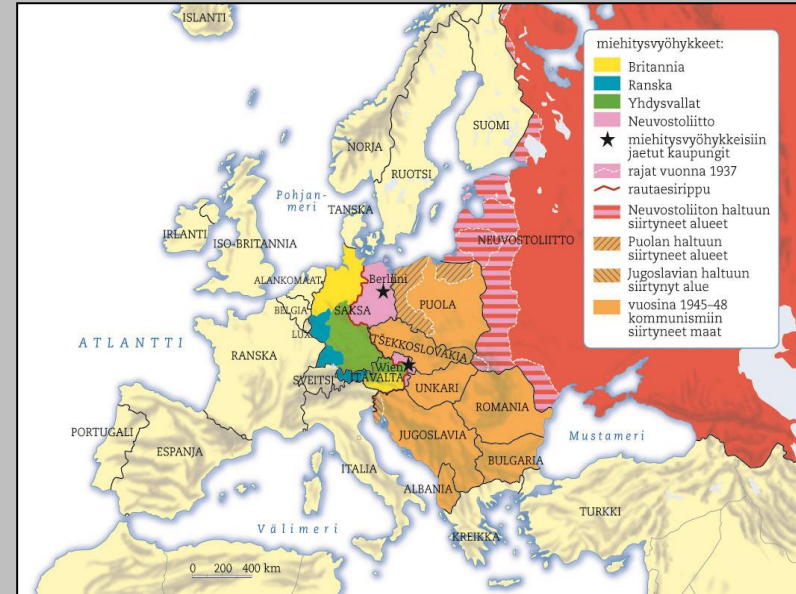 ISLANTI
NORJA
SUOMI
RUOTSI
Pohjan-
meri
TANSKA
IRLANTI
ISO-BRITANNIA
NEUVOSTOLIITTO
ALANKOMAAT
Berliini
BELGIA
SAKSA
PUOLA
LUX.
ATLANTTI
TŠEKKOSLOVAKIA
RANSKA
Wien
SVEITSI
ITÄVALTA
UNKARI
ROMANIA
PORTUGALI
ESPANJA
JUGOSLAVIA
Mustameri
ITALIA
BULGARIA
ALBANIA
TURKKI
Välimeri
KREIKKA
0 200 400 km
miehitysvyöhykkeet:
Britannia
Ranska
Yhdysvallat
Neuvostoliitto
miehitysvyöhykkeisiin
jaetut kaupungit
rajat vuonna 1937
rautaesirippu
Neuvostoliiton haltuun
siirtyneet alueet
Puolan haltuun
siirtyneet alueet
Jugoslavian haltuun
siirtynyt alue
vuosina 1945–48
kommunismiin
siirtyneet maat